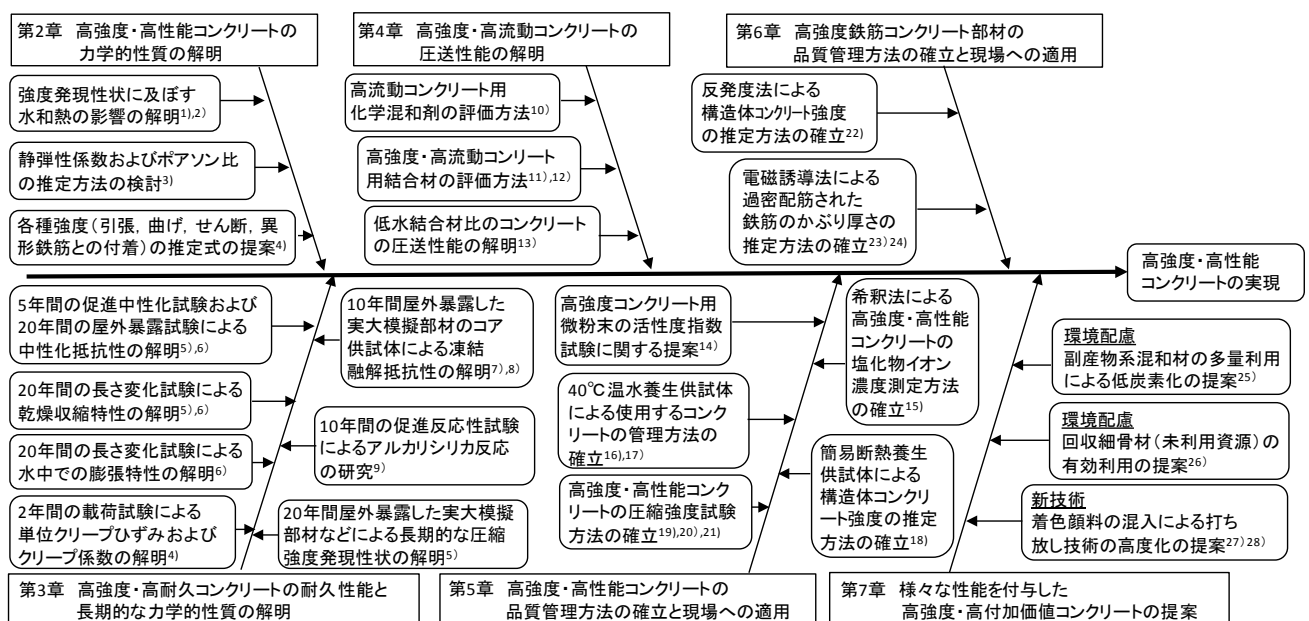 第2章 高強度・高性能コンクリートの
力学的性質の解明
強度発現性状に及ぼす
水和熱の影響の解明1),2)
静弾性係数およびポアソン比
の推定方法の検討3)
各種強度(引張, 曲げ, せん断, 異
形鉄筋との付着)の推定式の提案4)
第4章 高強度・高流動コンクリートの
圧送性能の解明
高流動コンクリート用
化学混和剤の評価方法10)
高強度・高流動コンリート
用結合材の評価方法11),12)
低水結合材比のコンクリート
の圧送性能の解明13)
第6章 高強度鉄筋コンクリート部材の
品質管理方法の確立と現場への適用
反発度法による
構造体コンクリート強度
の推定方法の確立22)
電磁誘導法による
過密配筋された
鉄筋のかぶり厚さの
推定方法の確立23) 24)
高強度・高性能
コンクリートの実現
5年間の促進中性化試験および
20年間の屋外暴露試験による
中性化抵抗性の解明5),6)
20年間の長さ変化試験による
乾燥収縮特性の解明5),6)
20年間の長さ変化試験による
水中での膨張特性の解明6)
2年間の載荷試験による
単位クリープひずみおよび
クリープ係数の解明4)
10年間屋外暴露した
実大模擬部材のコア
供試体による凍結
融解抵抗性の解明7),8)
10年間の促進反応性試験
によるアルカリシリカ反応
の研究9)
20年間屋外暴露した実大模擬
部材などによる長期的な圧縮
強度発現性状の解明5)
第3章 高強度・高耐久コンクリートの耐久性能と
長期的な力学的性質の解明
高強度コンクリート用
微粉末の活性度指数
試験に関する提案14)
40℃温水養生供試体
による使用するコンク
リートの管理方法の
確立16),17)
高強度・高性能コンク
リートの圧縮強度試験
方法の確立19),20),21)
希釈法による
高強度・高性能
コンクリートの
塩化物イオン
濃度測定方法
の確立15)
簡易断熱養生
供試体による
構造体コンクリ
ート強度の推定
方法の確立18)
第5章 高強度・高性能コンクリートの
品質管理方法の確立と現場への適用
環境配慮
副産物系混和材の多量利用
による低炭素化の提案25)
環境配慮
回収細骨材(未利用資源)の
有効利用の提案26)
新技術
着色顔料の混入による打ち
放し技術の高度化の提案27) 28)
第7章 様々な性能を付与した
高強度・高付加価値コンクリートの提案